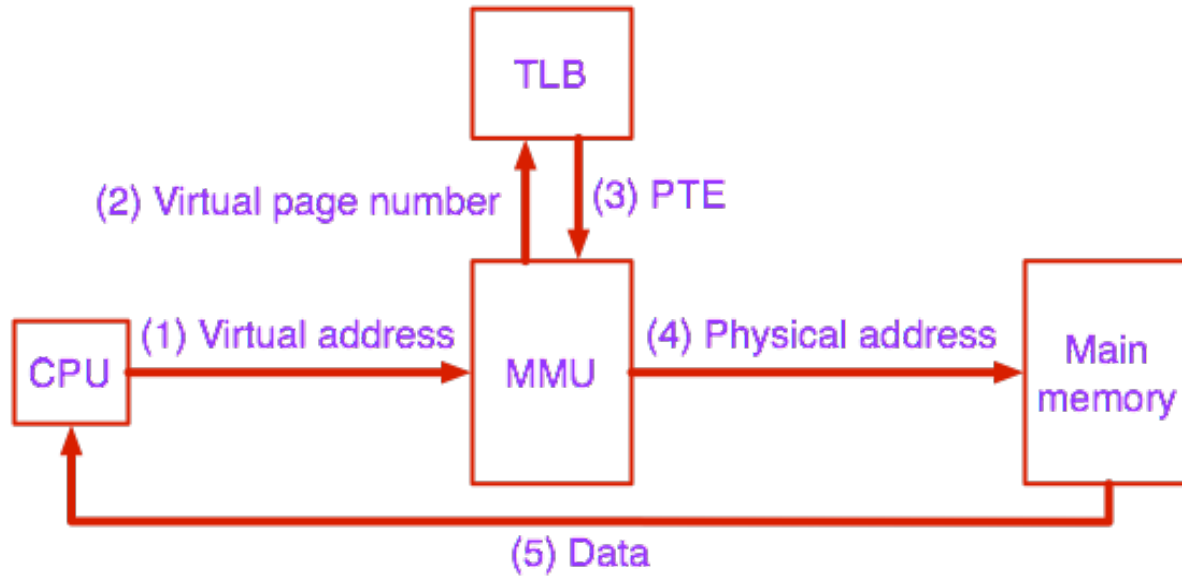 TLB
(2) Virtual page number
(3) PTE
(1) Virtual address
(4) Physical address
CPU
MMU
Main
memory
(5) Data